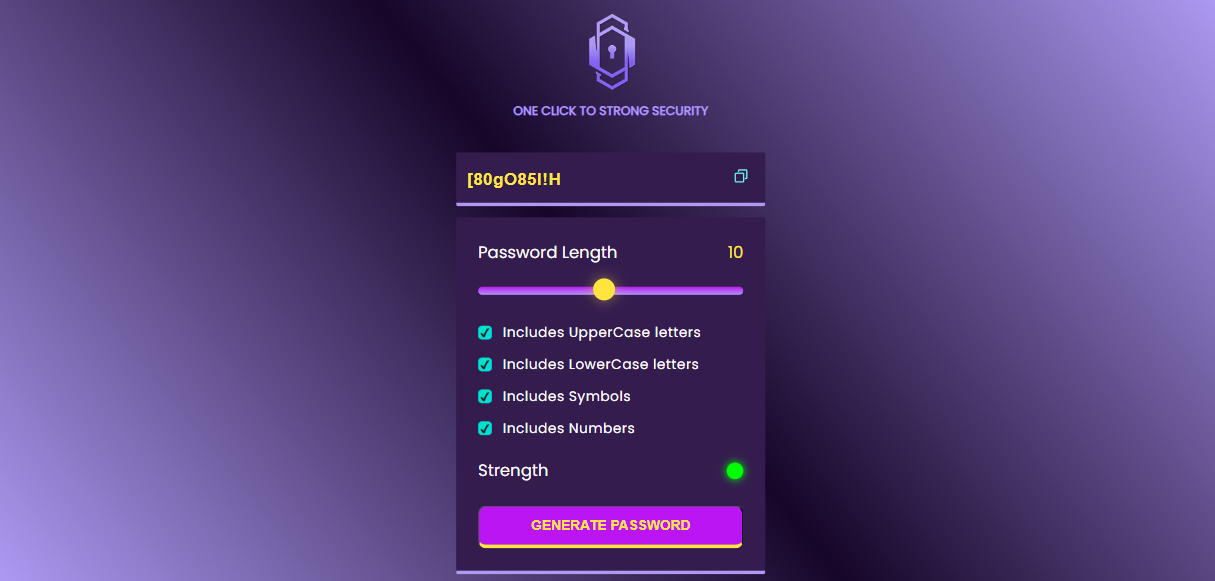 ONE CLICK TO STRONG SECURITY
[80gO85I!H
Password Length 10
Includes UpperCase letters
Includes LowerCase letters
Includes Symbols
Includes Numbers
Strength
GENERATE PASSWORD